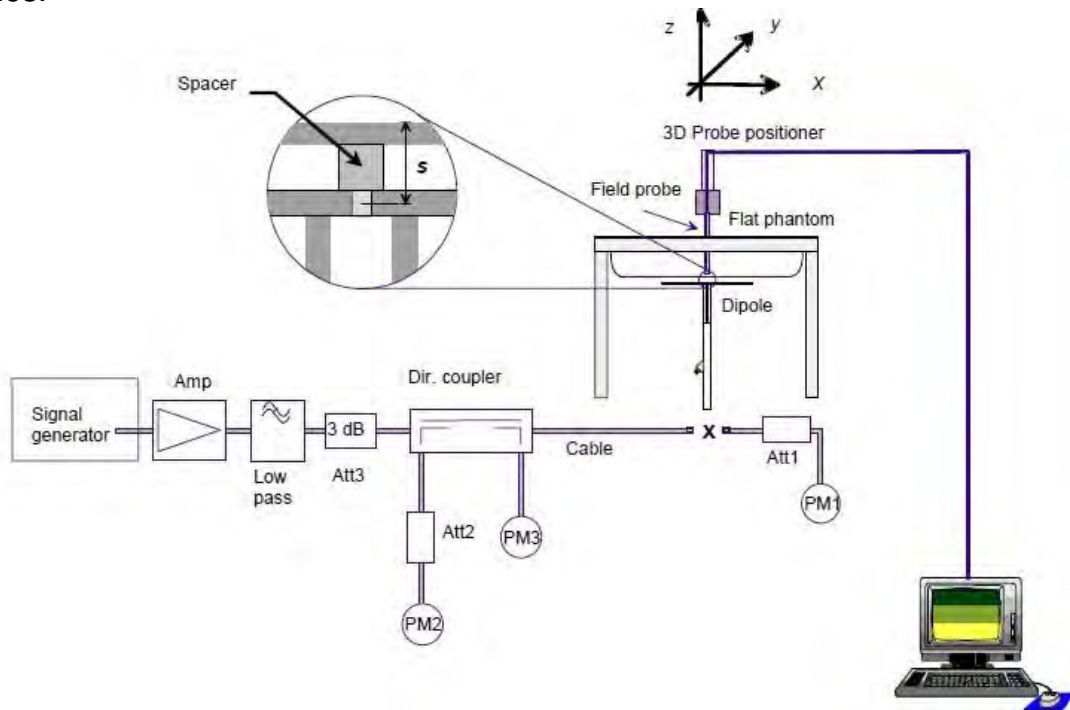 z
y
X
Spacer
s
3D Probe positioner
Field probe
Flat phantom
Dipole
Dir. coupler
Amp
Signal
generator
3 dB
Att3
Low
pass
Cable
X
Att1
PM1
Att2
PM3
PM2